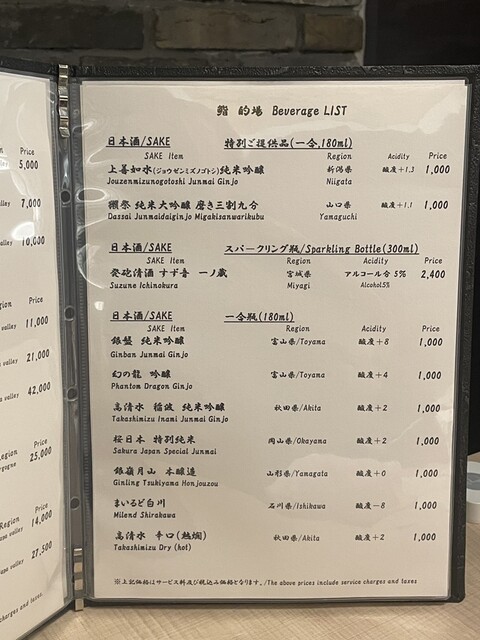 鮨 的場 Beverage LIST
日本酒/SAKE 特別ご提供品(一合,180ml)
SAKE Item Region Acidity Price
上善如水(ジョウゼンミズノゴトシ)純米吟醸 新潟県 酸度+1.3 1,000
Jouzenmizunogotoshi Junmai Ginjo Niigata
獺祭 純米大吟醸 磨き三割九分 山口県 酸度+1.1 1,000
Dassai Junmaidaiginjo Migakisanwarikubu Yamaguchi
日本酒/SAKE スパークリング瓶/Sparkling Bottle(300ml)
SAKE Item Region Acidity Price
発砲清酒 すず音 一ノ蔵 宮城県 アルコール分 5% 2,400
Suzune Ichinokura Miyagi Alcohol5%
日本酒/SAKE 一合瓶(180ml)
SAKE Item Region Acidity Price
銀盤 純米吟醸 富山県/Toyama 酸度+8 1,000
Ginban Junmai Ginjo
幻の瀧 吟醸 富山県/Toyama 酸度+4 1,000
Phantom Dragon Ginjo
高清水 稲波 純米吟醸 秋田県/Akita 酸度+2 1,000
Takashimizu Inami Junmai Ginjo
桜日本 特別純米 岡山県/Okayama 酸度+2 1,000
Sakura Japan Special Junmai
銀嶺月山 本醸造 山形県/Yamagata 酸度+0 1,000
Ginling Tsukiyama Honjouzou
まいるど白川 石川県/Ishikawa 酸度-8 1,000
Milend Shirakawa
高清水 辛口(熱燗) 秋田県/Akita 酸度+2 1,000
Takashimizu Dry (hot)
※上記価格はサービス料及び税込み価格となります。/The above prices include service charges and taxes
Price
5,000
7,000
10,000
Price
valley 11,000
valley 21,000
valley 42,000
Price
25,000
Region Price
14,000
27,500
charges and taxes